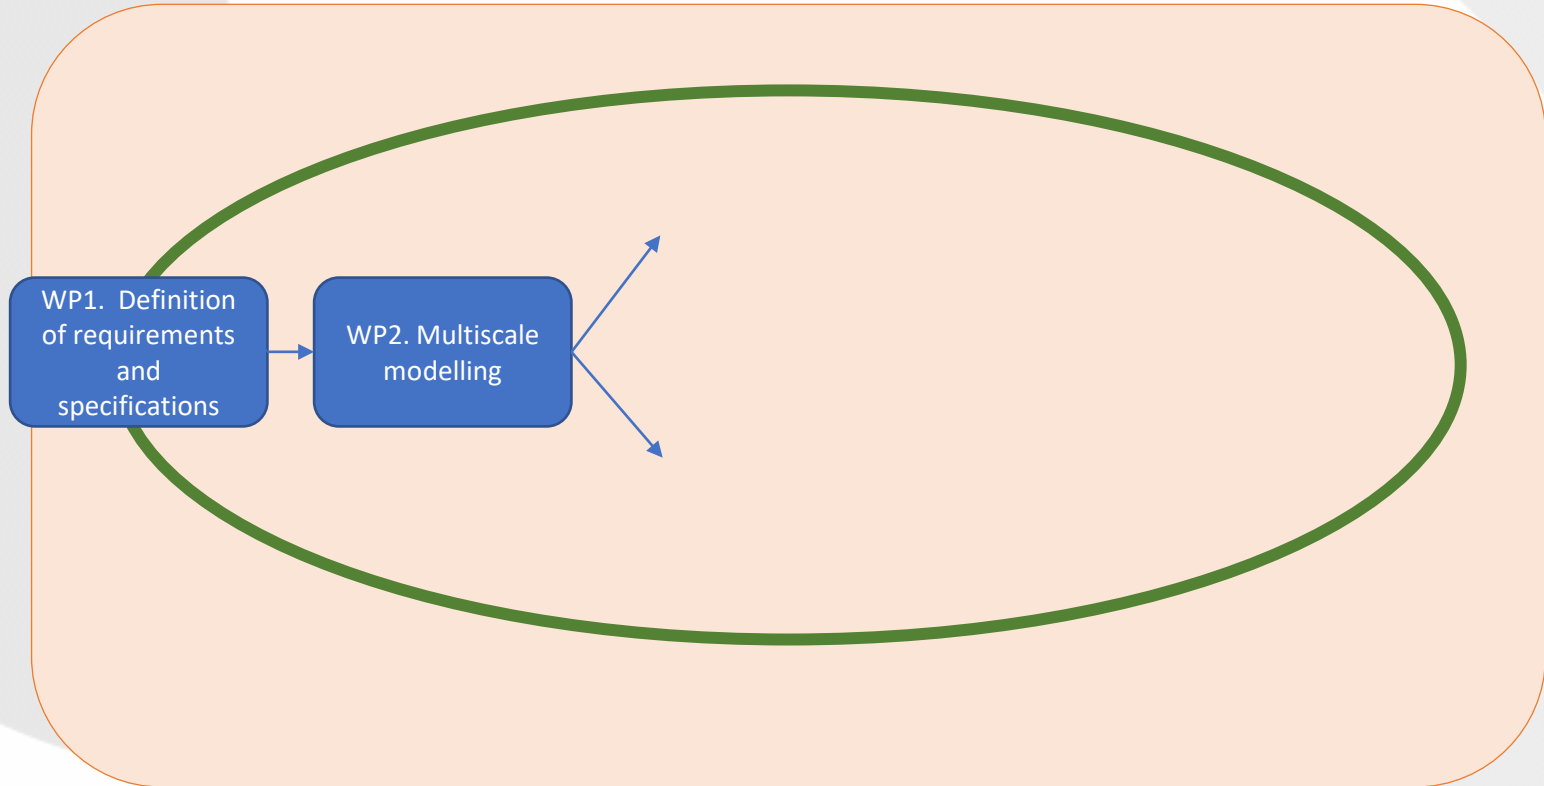 WP1.  Definition
of requirements
and
specifications
WP2. Multiscale
modelling